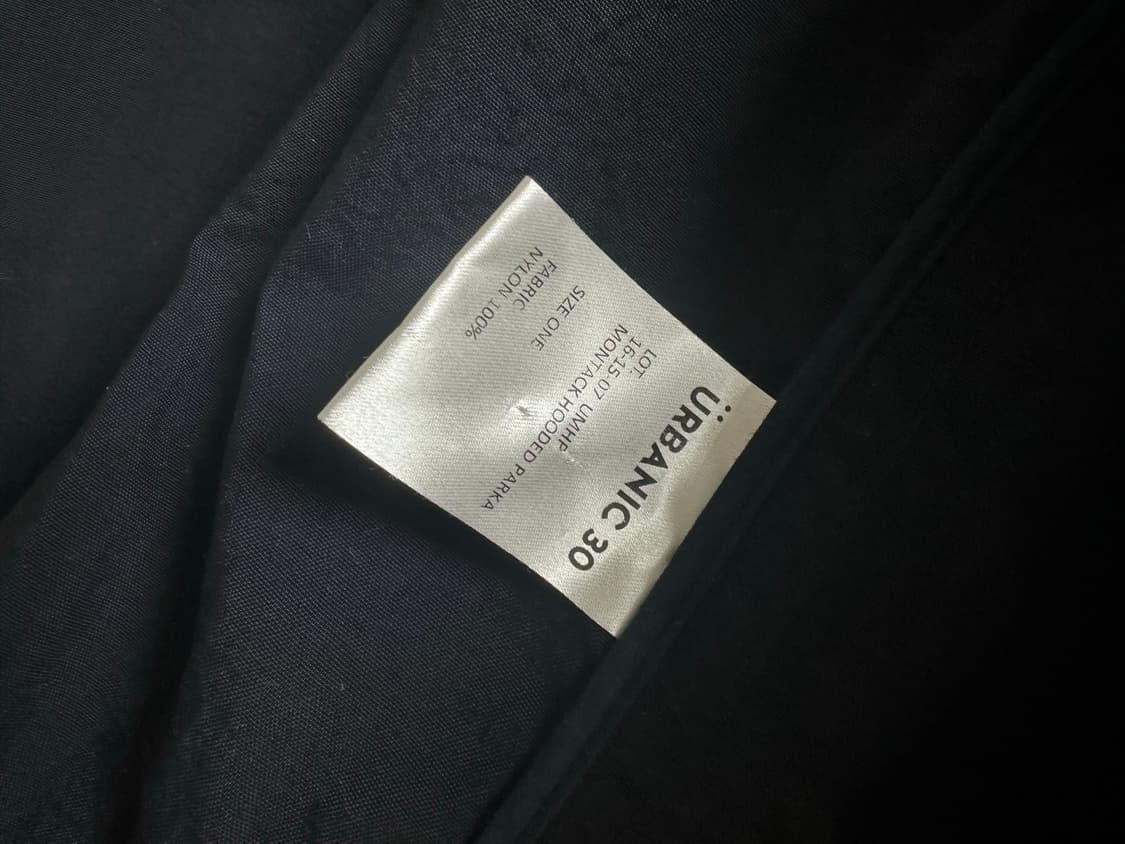 ÜRBANIC 30
LOT.
16-15-07 UMHP
MONTACK HOODED PARKA
SIZE ONE
FABRIC
NYLON 100%